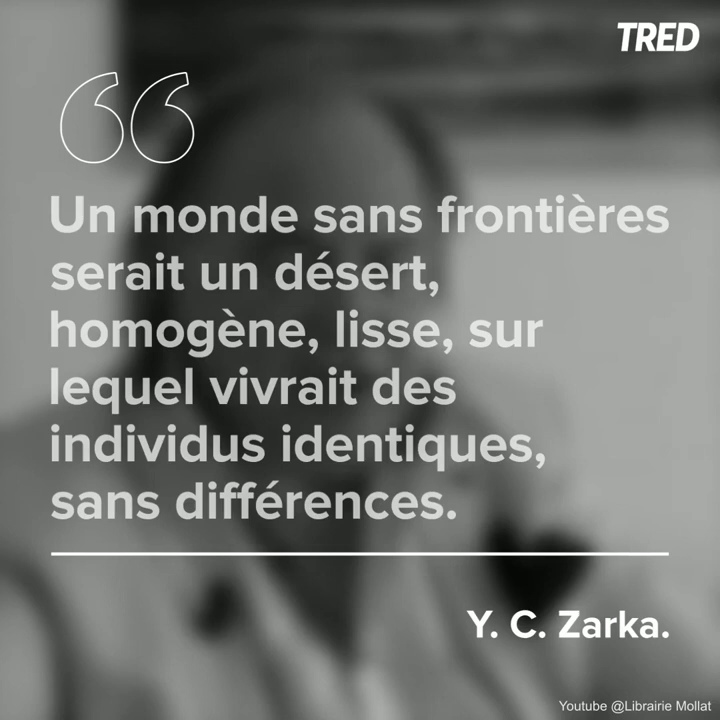 TRED
Un monde sans frontières
serait un désert,
homogène, lisse, sur
lequel vivrait des
individus identiques,
sans différences.
Y. C. Zarka.
Youtube @Librairie Mollat